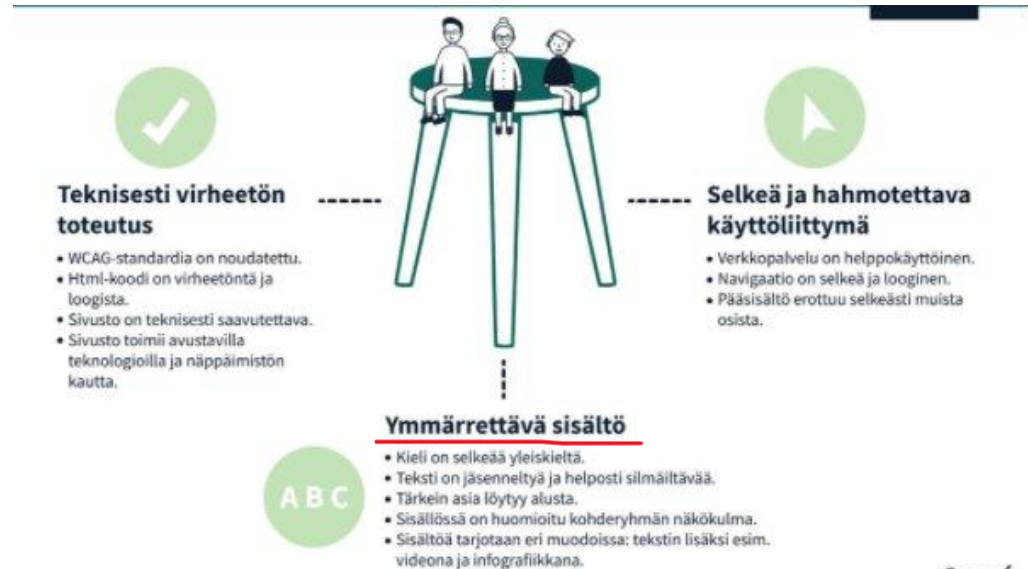 Teknisesti virheetön
toteutus
• WCAG-standardia on noudatettu.
• Html-koodi on virheetöntä ja
loogista.
• Sivusto on teknisesti saavutettava.
• Sivusto toimii avustavilla
teknologioilla ja näppäimistön
kautta.
Selkeä ja hahmotettava
käyttöliittymä
• Verkkopalvelu on helppokäyttöinen.
• Navigaatio on selkeä ja looginen.
• Pääsisältö erottuu selkeästi muista
osista.
Ymmärrettävä sisältö
ABC
• Kieli on selkeää yleiskieltä.
• Teksti on jäsenneltyä ja helposti silmäiltävää.
• Tärkein asia löytyy alusta.
• Sisällössä on huomioitu kohderyhmän näkökulma.
• Sisältöä tarjotaan eri muodoissa: tekstin lisäksi esim.
videona ja infografiikkana.